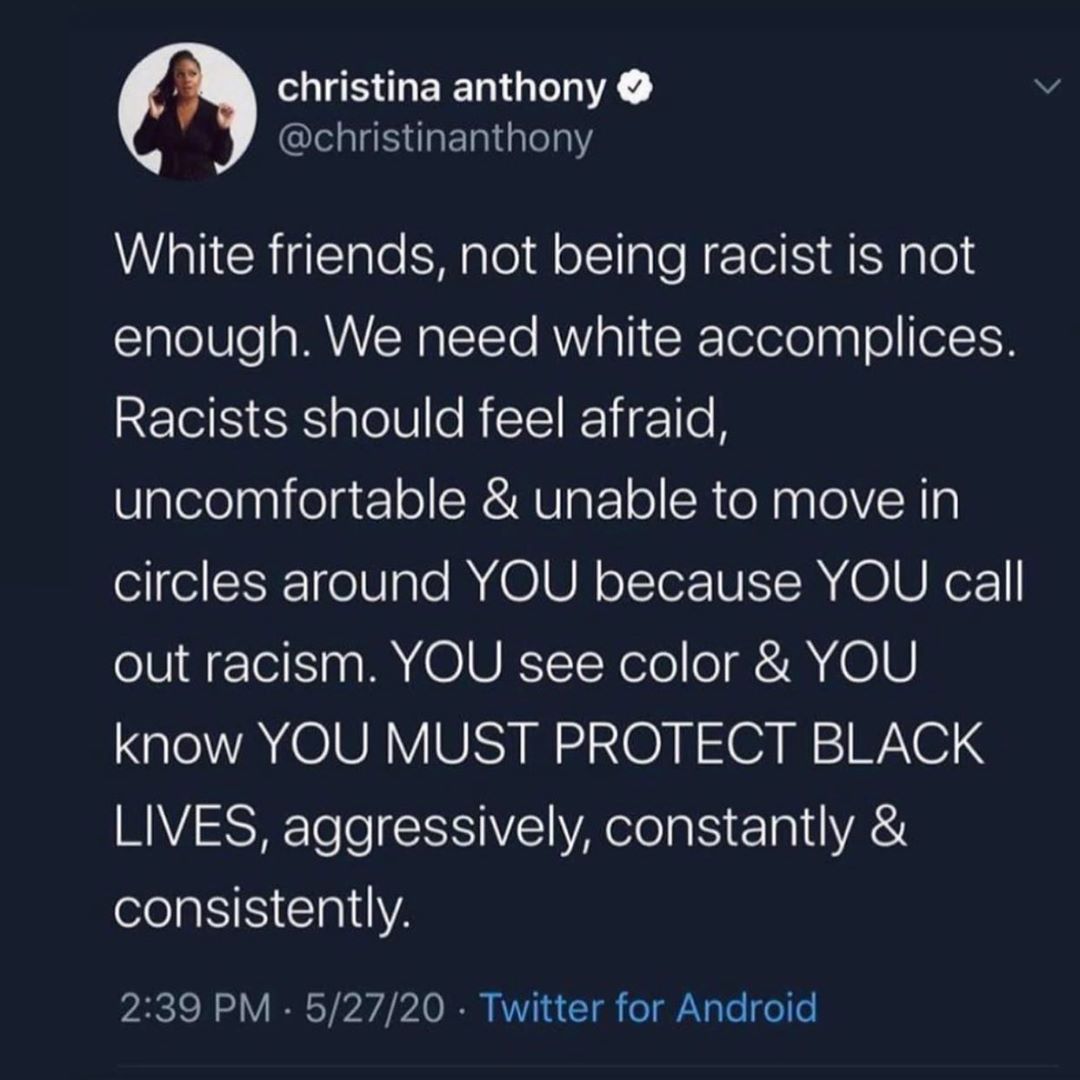 christina anthony
@christinanthony
White friends, not being racist is not
enough. We need white accomplices.
Racists should feel afraid,
uncomfortable & unable to move in
circles around YOU because YOU call
out racism. YOU see color & YOU
know YOU MUST PROTECT BLACK
LIVES, aggressively, constantly &
consistently.
2:39 PM · 5/27/20 · Twitter for Android